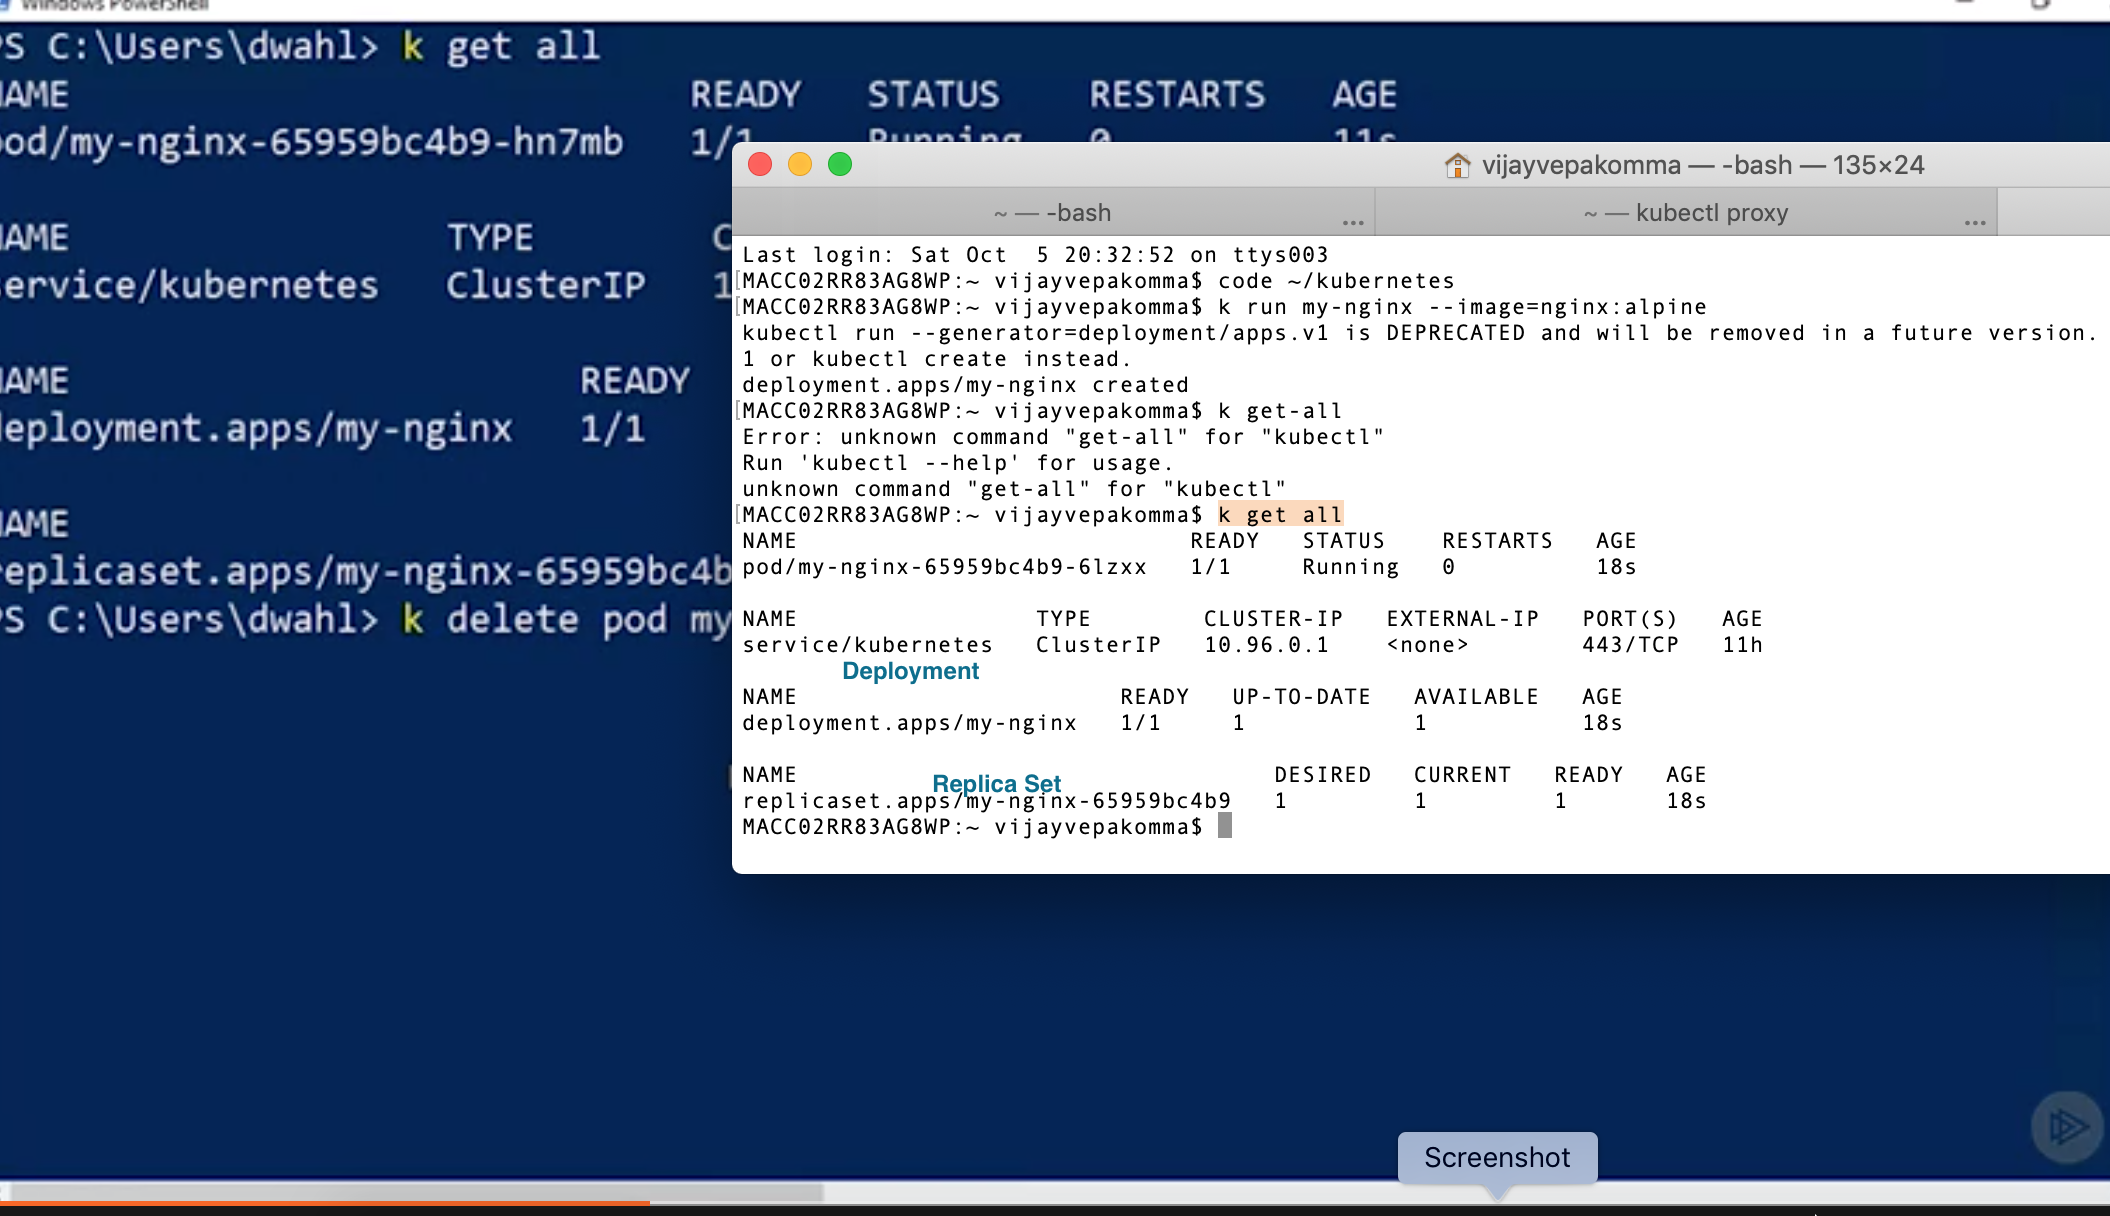 Windows PowerShell
PS C:\Users\dwahl> k get all
NAME READY STATUS RESTARTS AGE
pod/my-nginx-65959bc4b9-hn7mb 1/1 Running 0 11s
NAME TYPE C
service/kubernetes ClusterIP 1
NAME READY
deployment.apps/my-nginx 1/1
NAME
replicaset.apps/my-nginx-65959bc4b
PS C:\Users\dwahl> k delete pod my
vijayvepakomma — -bash — 135×24
~ — -bash ...
~ — kubectl proxy ...
Last login: Sat Oct  5 20:32:52 on ttys003
[MACC02RR83AG8WP:~ vijayvepakomma$ code ~/kubernetes
[MACC02RR83AG8WP:~ vijayvepakomma$ k run my-nginx --image=nginx:alpine
kubectl run --generator=deployment/apps.v1 is DEPRECATED and will be removed in a future version.
1 or kubectl create instead.
deployment.apps/my-nginx created
[MACC02RR83AG8WP:~ vijayvepakomma$ k get-all
Error: unknown command "get-all" for "kubectl"
Run 'kubectl --help' for usage.
unknown command "get-all" for "kubectl"
[MACC02RR83AG8WP:~ vijayvepakomma$ k get all
NAME READY STATUS RESTARTS AGE
pod/my-nginx-65959bc4b9-6lzxx 1/1 Running 0 18s
NAME TYPE CLUSTER-IP EXTERNAL-IP PORT(S) AGE
service/kubernetes ClusterIP 10.96.0.1 <none> 443/TCP 11h
Deployment
NAME READY UP-TO-DATE AVAILABLE AGE
deployment.apps/my-nginx 1/1 1 1 18s
NAME DESIRED CURRENT READY AGE
Replica Set
replicaset.apps/my-nginx-65959bc4b9 1 1 1 18s
MACC02RR83AG8WP:~ vijayvepakomma$
Screenshot